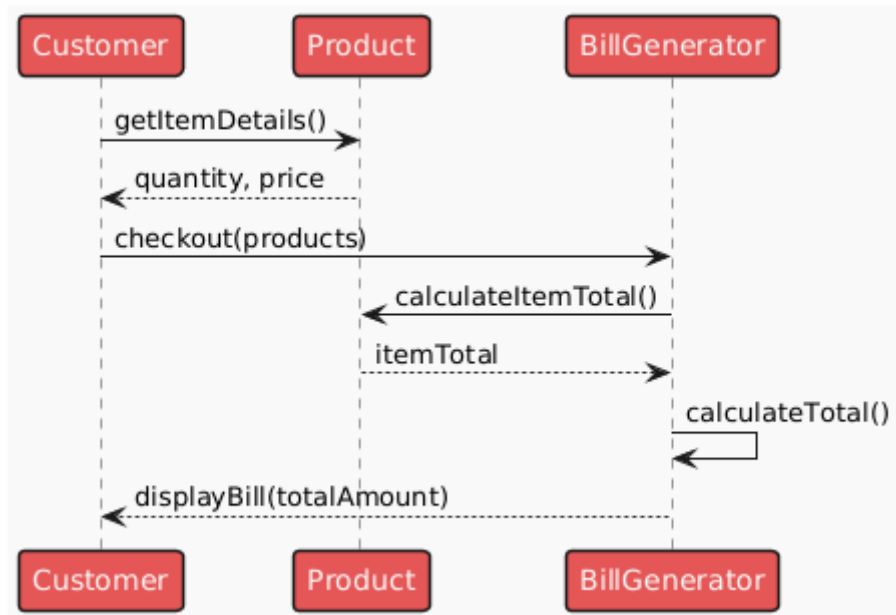 Customer Product BillGenerator
getItemDetails()
quantity, price
checkout(products)
calculateItemTotal()
itemTotal
calculateTotal()
displayBill(totalAmount)
Customer Product BillGenerator